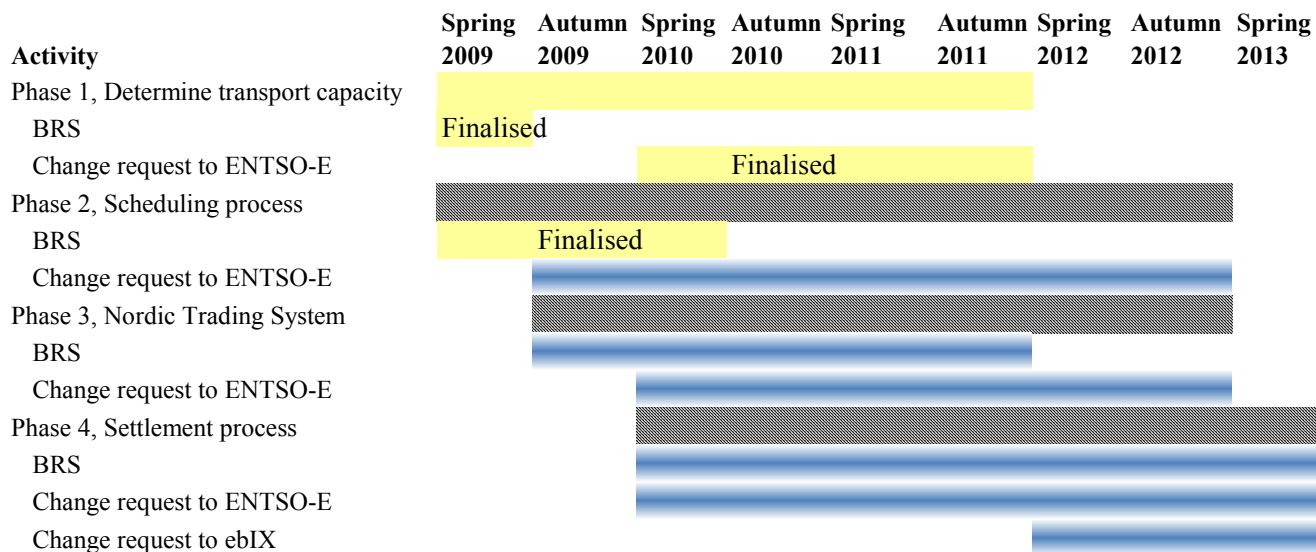 Spring Autumn Spring Autumn Spring Autumn Spring Autumn Spring
Activity 2009 2009 2010 2010 2011 2011 2012 2012 2013
Phase 1, Determine transport capacity
BRS Finalised
Change request to ENTSO-E Finalised
Phase 2, Scheduling process
BRS Finalised
Change request to ENTSO-E
Phase 3, Nordic Trading System
BRS
Change request to ENTSO-E
Phase 4, Settlement process
BRS
Change request to ENTSO-E
Change request to ebIX